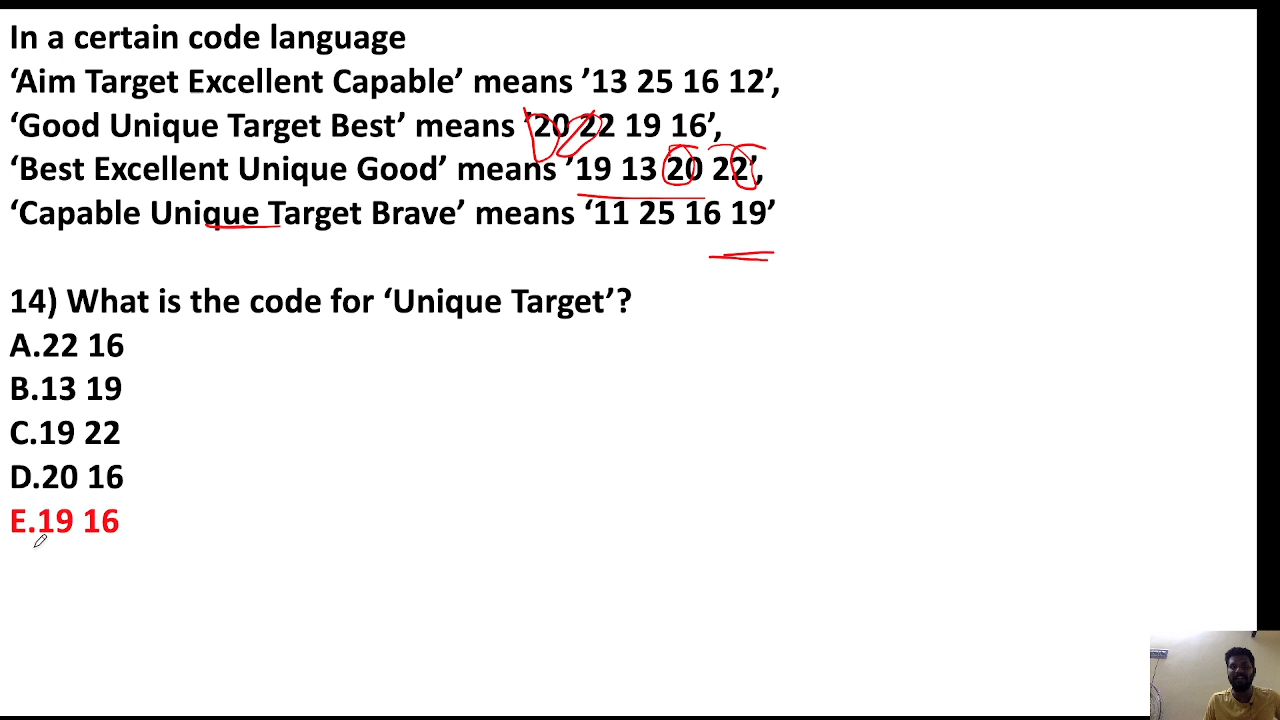 In a certain code language
‘Aim Target Excellent Capable’ means ’13 25 16 12’,
‘Good Unique Target Best’ means ‘20 22 19 16’,
‘Best Excellent Unique Good’ means ’19 13 20 22’,
‘Capable Unique Target Brave’ means ‘11 25 16 19’
14) What is the code for ‘Unique Target’?
A.22 16
B.13 19
C.19 22
D.20 16
E.19 16